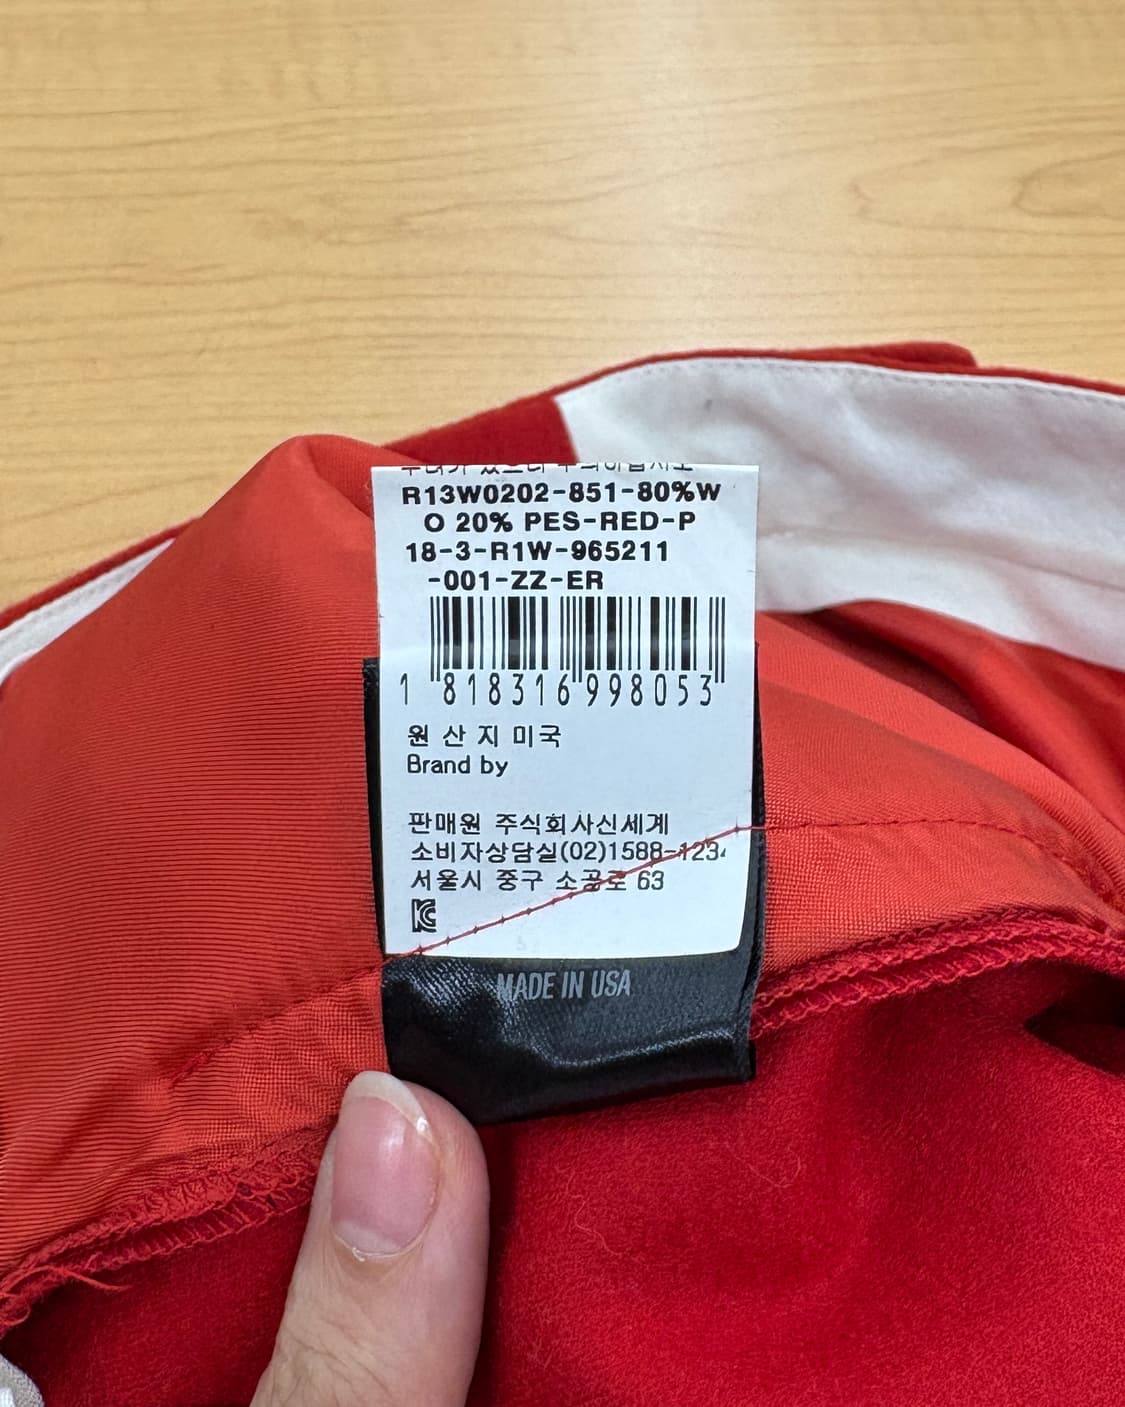 R13W0202-851-80%W
O 20% PES-RED-P
18-3-R1W-965211
-001-ZZ-ER
1 818316 998053
원 산 지 미국
Brand by
판매원 주식회사신세계
소비자상담실(02)1588-1234
서울시 중구 소공로 63
KC
MADE IN USA